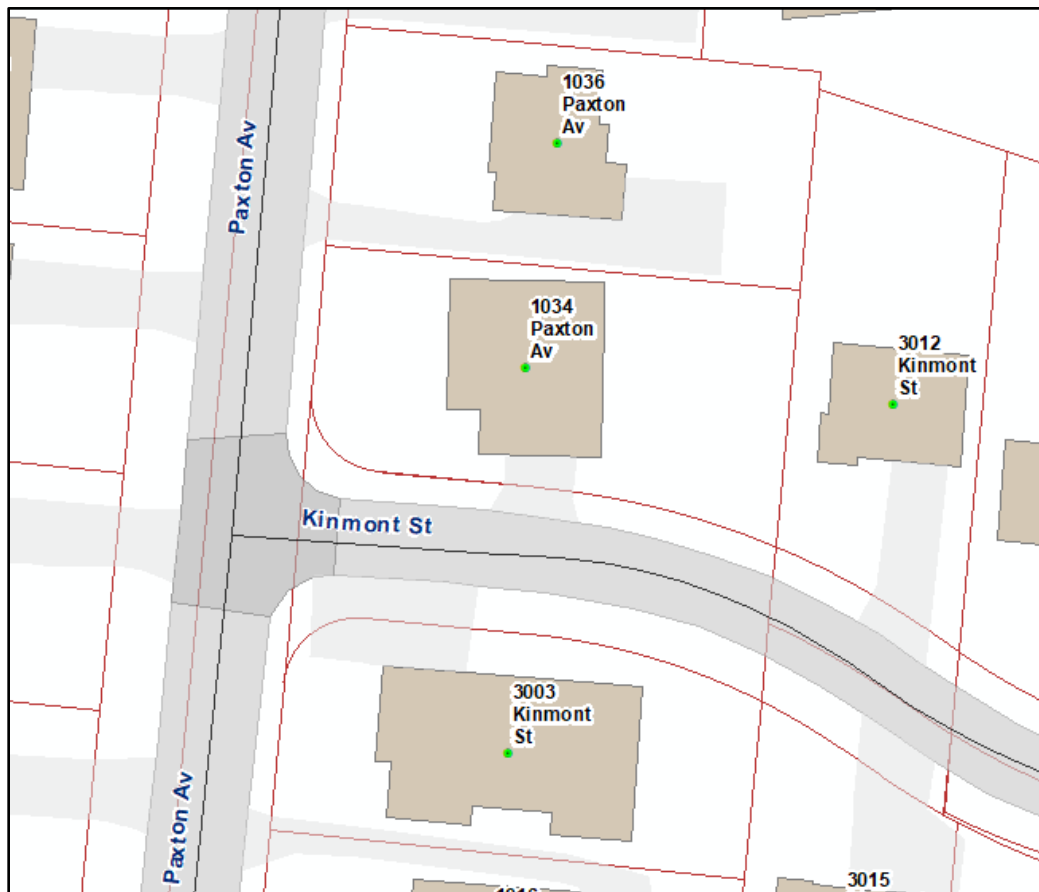 1036
Paxton
Av
Paxton Av
1034
Paxton
Av
3012
Kinmont
St
Kinmont St
3003
Kinmont
St
Paxton Av
3015